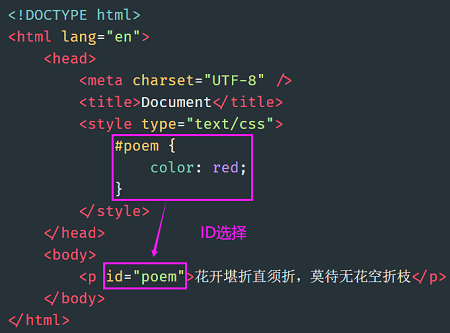 <!DOCTYPE html>
<html lang="en">
<head>
<meta charset="UTF-8" />
<title>Document</title>
<style type="text/css">
#poem {
color: red;
}
</style>
ID选择
</head>
<body>
<p id="poem">花开堪折直须折，莫待无花空折枝</p>
</body>
</html>